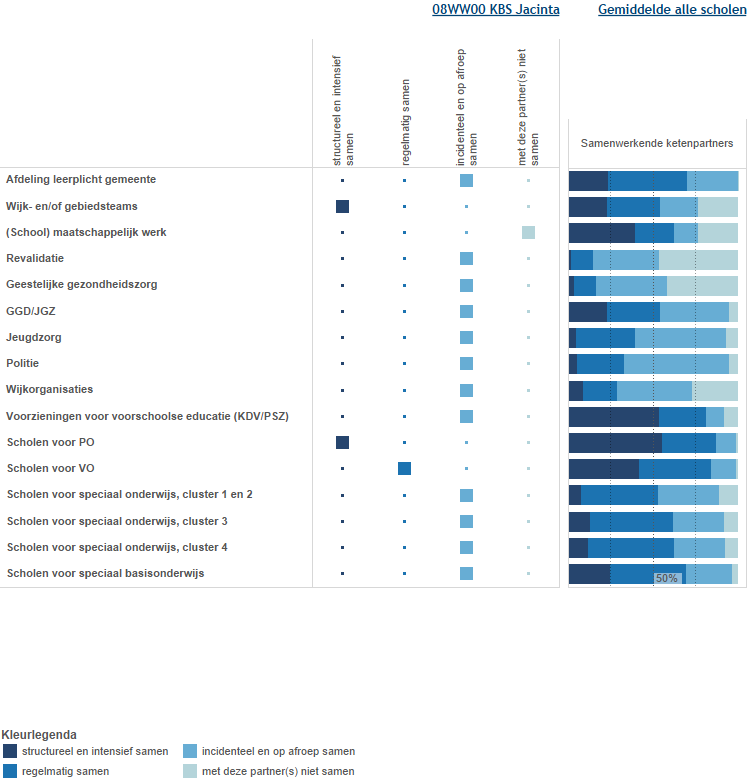 08WW00 KBS Jacinta
Gemiddelde alle scholen
structureel en intensief
samen
regelmatig samen
incidenteel en op afroep
samen
met deze partner(s) niet
samen
Samenwerkende ketenpartners
Afdeling leerplicht gemeente
Wijk- en/of gebiedsteams
(School) maatschappelijk werk
Revalidatie
Geestelijke gezondheidszorg
GGD/JGZ
Jeugdzorg
Politie
Wijkorganisaties
Voorzieningen voor voorschoolse educatie (KDV/PSZ)
Scholen voor PO
Scholen voor VO
Scholen voor speciaal onderwijs, cluster 1 en 2
Scholen voor speciaal onderwijs, cluster 3
Scholen voor speciaal onderwijs, cluster 4
Scholen voor speciaal basisonderwijs
50%
Kleurlegenda
structureel en intensief samen
incidenteel en op afroep samen
regelmatig samen
met deze partner(s) niet samen